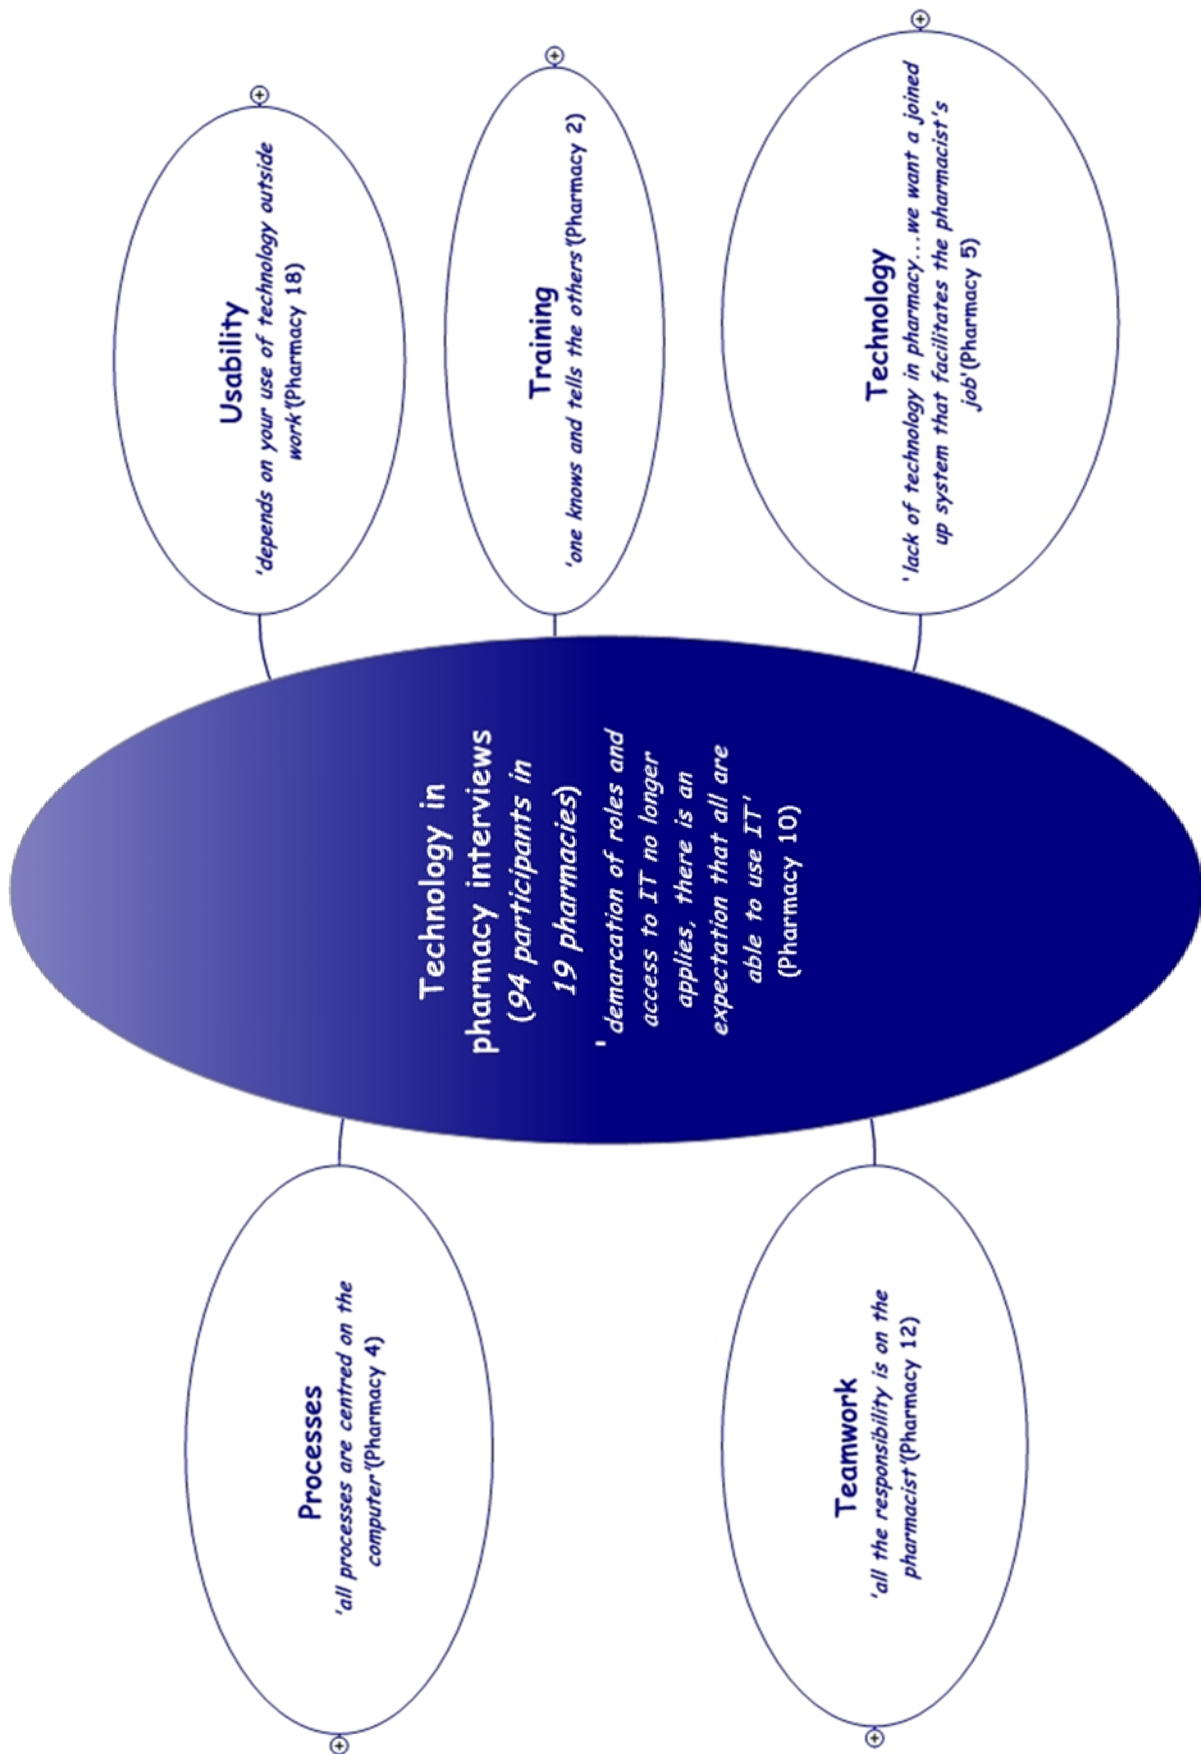 Technology in
pharmacy interviews
(94 participants in
19 pharmacies)
'demarcation of roles and
access to IT no longer
applies, there is an
expectation that all are
able to use IT'
(Pharmacy 10)
Usability
'depends on your use of technology outside
work'(Pharmacy 18)
Training
'one knows and tells the others'(Pharmacy 2)
Technology
'lack of technology in pharmacy...we want a joined
up system that facilitates the pharmacist's
job'(Pharmacy 5)
Processes
'all processes are centred on the
computer'(Pharmacy 4)
Teamwork
'all the responsibility is on the
pharmacist'(Pharmacy 12)